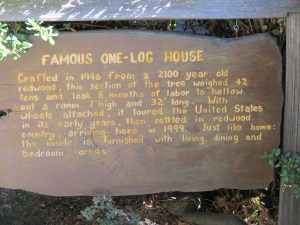 FAMOUS ONE-LOG HOUSE
Crafted in 1946 from a 2100 year old
redwood, this section of the tree weighed 42
tons and took 8 months of labor to hollow
out a room 7' high and 32' long. With
wheels attached, it toured the United States
in its early years, then settled in redwood
country, arriving here in 1999. Just like home:
the inside is furnished with living, dining and
bedroom areas.